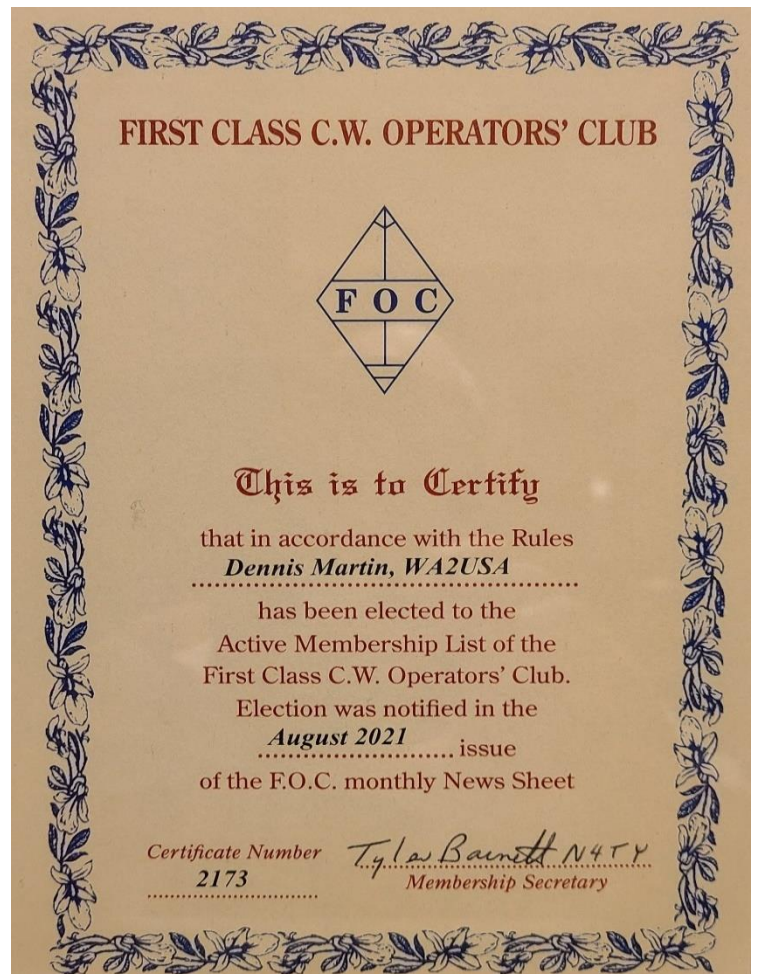 FIRST CLASS C.W. OPERATORS' CLUB
F O C
This is to Certify
that in accordance with the Rules
Dennis Martin, WA2USA
has been elected to the
Active Membership List of the
First Class C.W. Operators' Club.
Election was notified in the
August 2021 issue
of the F.O.C. monthly News Sheet
Certificate Number
2173
Tyler Barnett N4TY
Membership Secretary